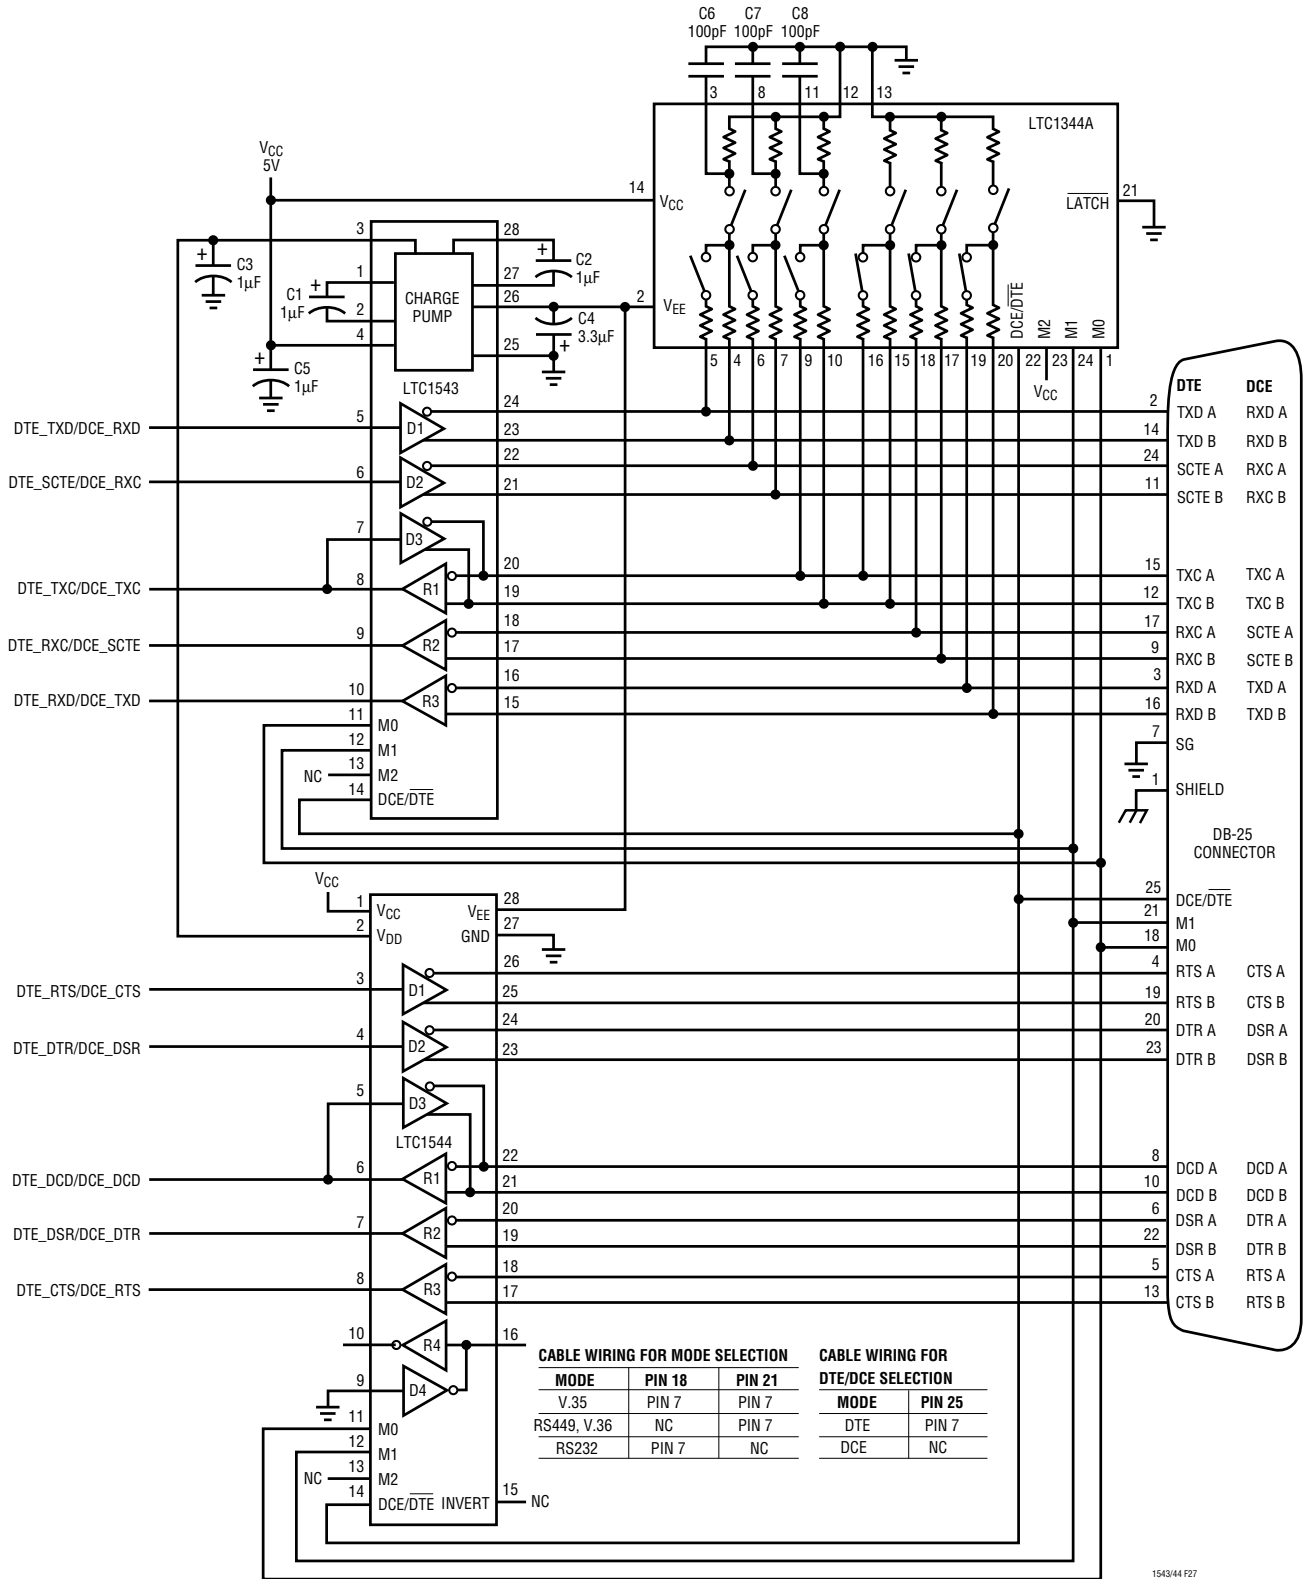 C6 C7 C8
100pF 100pF 100pF
3 8 11 12 13
LTC1344A
VCC
5V
14 VCC
LATCH 21
3 28
+ C3
1µF
1 27
+ C2
1µF
C1 +
1µF
CHARGE
PUMP
2 26
2 VEE
4 25
C4
3.3µF
+
DCE/DTE M2 M1 M0
+ C5
1µF
LTC1543
5 4 6 7 9 10 16 15 18 17 19 20 22 23 24 1
VCC
DTE DCE
DTE_TXD/DCE_RXD 5 D1 24 2 TXD A RXD A
23 14 TXD B RXD B
DTE_SCTE/DCE_RXC 6 D2 22 24 SCTE A RXC A
21 11 SCTE B RXC B
7 D3
DTE_TXC/DCE_TXC 8 R1 20 15 TXC A TXC A
19 12 TXC B TXC B
DTE_RXC/DCE_SCTE 9 R2 18 17 RXC A SCTE A
17 9 RXC B SCTE B
DTE_RXD/DCE_TXD 10 R3 16 3 RXD A TXD A
15 16 RXD B TXD B
11 M0
7 SG
12 M1
NC 13 M2
14 DCE/DTE
1 SHIELD
DB-25
CONNECTOR
VCC
1 VCC VEE 28
2 VDD GND 27
25 DCE/DTE
21 M1
18 M0
DTE_RTS/DCE_CTS 3 D1 26 4 RTS A CTS A
25 19 RTS B CTS B
DTE_DTR/DCE_DSR 4 D2 24 20 DTR A DSR A
23 23 DTR B DSR B
5 D3
LTC1544
DTE_DCD/DCE_DCD 6 R1 22 8 DCD A DCD A
21 10 DCD B DCD B
DTE_DSR/DCE_DTR 7 R2 20 6 DSR A DTR A
19 22 DSR B DTR B
DTE_CTS/DCE_RTS 8 R3 18 5 CTS A RTS A
17 13 CTS B RTS B
10 R4 16
9 D4
11 M0
12 M1
NC 13 M2
14 DCE/DTE INVERT 15 NC
CABLE WIRING FOR MODE SELECTION
MODE PIN 18 PIN 21
V.35 PIN 7 PIN 7
RS449, V.36 NC PIN 7
RS232 PIN 7 NC
CABLE WIRING FOR
DTE/DCE SELECTION
MODE PIN 25
DTE PIN 7
DCE NC
1543/44 F27